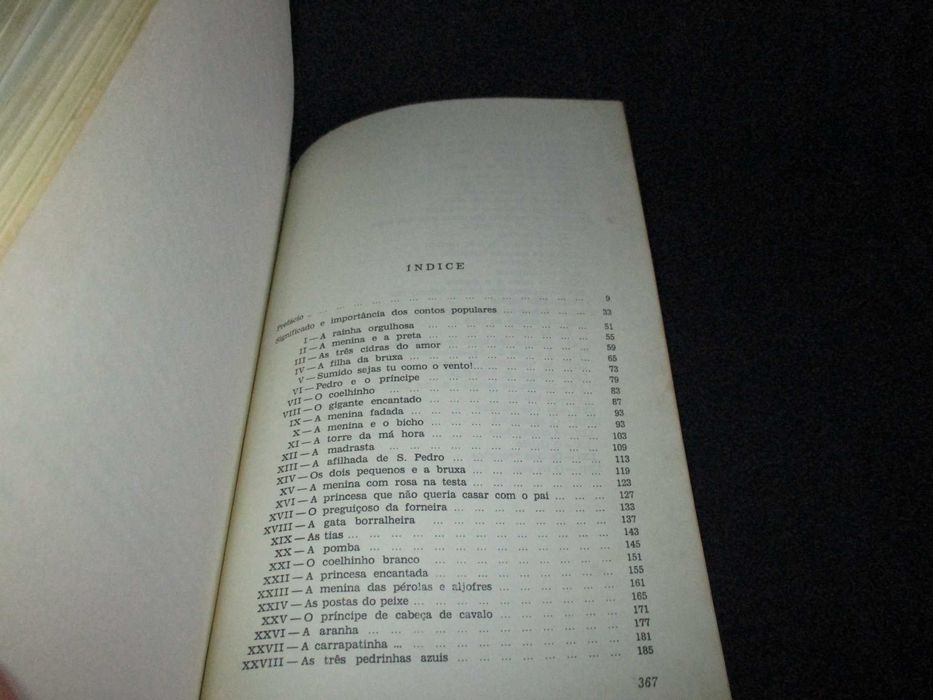 ÍNDICE
Prefácio ... 9
Significado e importância dos contos populares ... 33
I — A rainha orgulhosa ... 51
II — A menina e a preta ... 55
III — As três cidras do amor ... 59
IV — A filha da bruxa ... 65
V — Sumido sejas tu como o vento! ... 73
VI — Pedro e o príncipe ... 79
VII — O coelhinho ... 83
VIII — O gigante encantado ... 87
IX — A menina fadada ... 93
X — A menina e o bicho ... 93
XI — A torre da má hora ... 103
XII — A madrasta ... 109
XIII — A afilhada de S. Pedro ... 113
XIV — Os dois pequenos e a bruxa ... 119
XV — A menina com rosa na testa ... 123
XVI — A princesa que não queria casar com o pai ... 127
XVII — O preguiçoso da forneira ... 133
XVIII — A gata borralheira ... 137
XIX — As tias ... 143
XX — A pomba ... 145
XXI — O coelhinho branco ... 151
XXII — A princesa encantada ... 155
XXIII — A menina das pérolas e aljofres ... 161
XXIV — As postas do peixe ... 165
XXV — O príncipe de cabeça de cavalo ... 171
XXVI — A aranha ... 177
XXVII — A carrapatinha ... 181
XXVIII — As três pedrinhas azuis ... 185
367